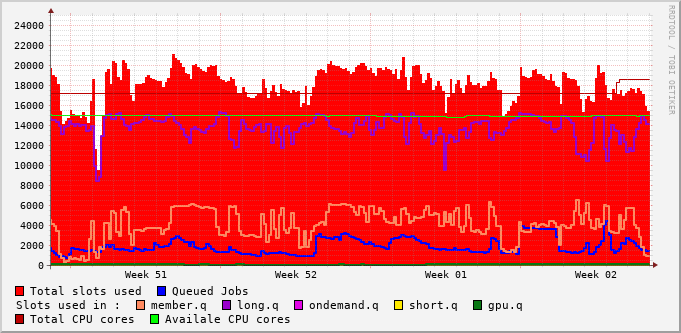 RRDTOOL / TOBI OETIKER
24000
22000
20000
18000
16000
14000
12000
10000
8000
6000
4000
2000
0
Week 51 Week 52 Week 01 Week 02
Total slots used Queued Jobs
Slots used in : member.q long.q ondemand.q short.q gpu.q
Total CPU cores Availale CPU cores